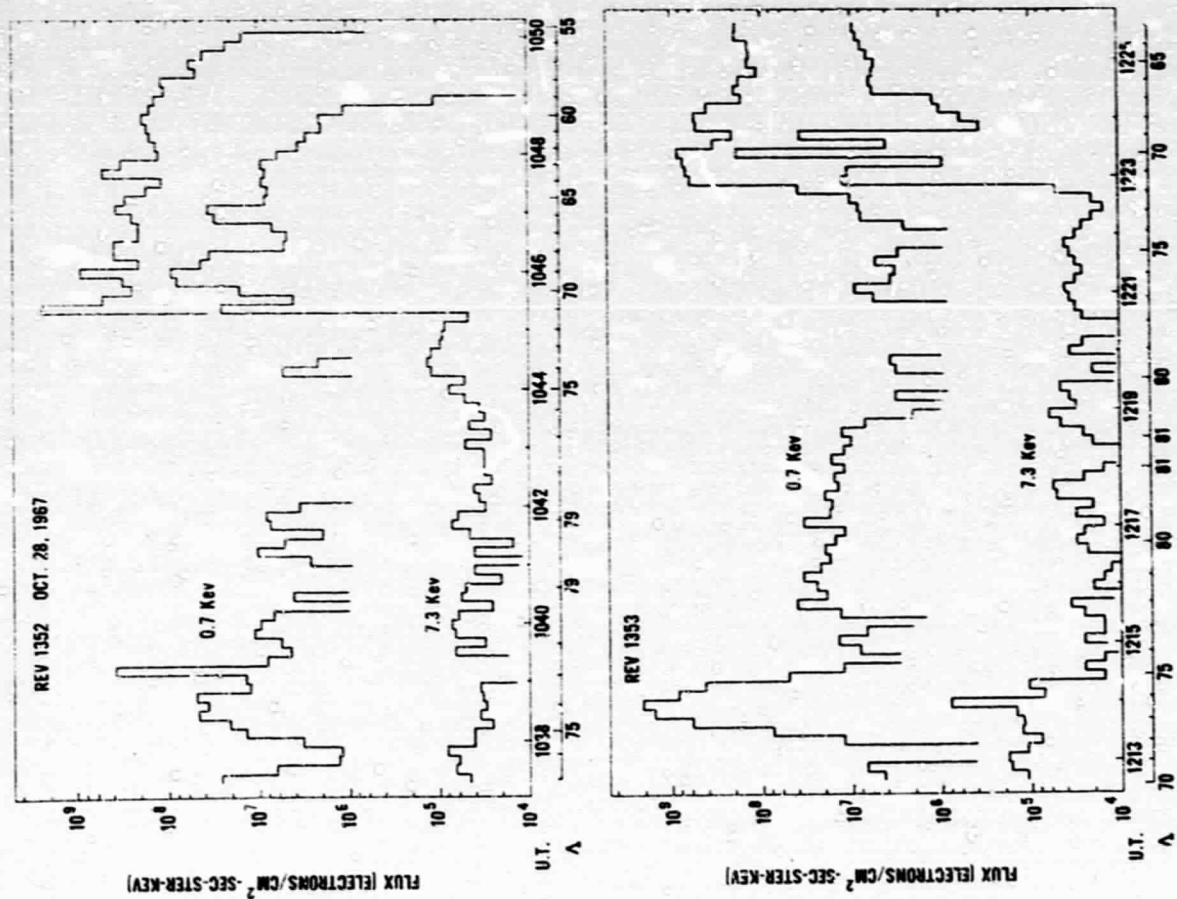 REV 1352 OCT. 28, 1967
FLUX (ELECTRONS/CM²-SEC-STER-KEV)
10⁹
10⁸
10⁷
10⁶
10⁵
10⁴
0.7 Kev
7.3 Kev
U.T. 1038 1040 1042 1044 1046 1048 1050
Λ 75 79 79 75 70 65 60 55
REV 1353
FLUX (ELECTRONS/CM²-SEC-STER-KEV)
10⁹
10⁸
10⁷
10⁶
10⁵
10⁴
0.7 Kev
7.3 Kev
U.T. 1213 1215 1217 1219 1221 1223 1225
Λ 70 75 80 81 81 80 75 70 65